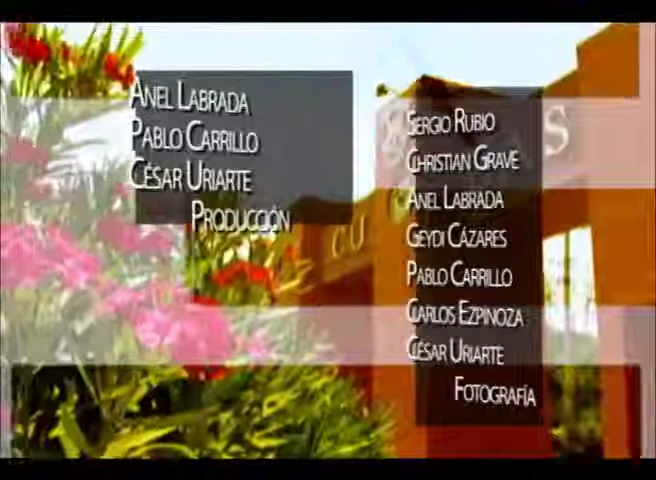 Anel Labrada
Pablo Carrillo
César Uriarte
Producción
Sergio Rubio
Christian Grave
Anel Labrada
Geydi Cázares
Pablo Carrillo
Carlos Ezpinoza
César Uriarte
Fotografía